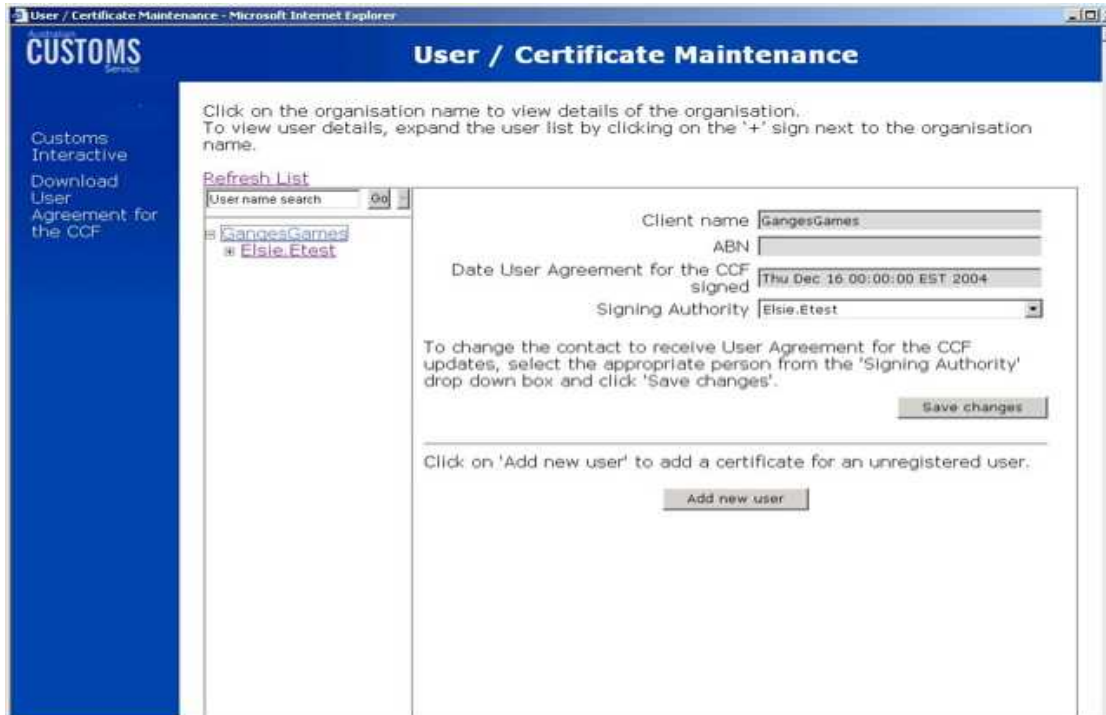 User / Certificate Maintenance - Microsoft Internet Explorer
Australian
CUSTOMS
Service
User / Certificate Maintenance
Customs
Interactive
Download
User
Agreement for
the CCF
Click on the organisation name to view details of the organisation.
To view user details, expand the user list by clicking on the '+' sign next to the organisation
name.
Refresh List
User name search
Go
GangesGames
Elsie.Etest
Client name GangesGames
ABN
Date User Agreement for the CCF
signed Thu Dec 16 00:00:00 EST 2004
Signing Authority Elsie.Etest
To change the contact to receive User Agreement for the CCF
updates, select the appropriate person from the 'Signing Authority'
drop down box and click 'Save changes'.
Save changes
Click on 'Add new user' to add a certificate for an unregistered user.
Add new user